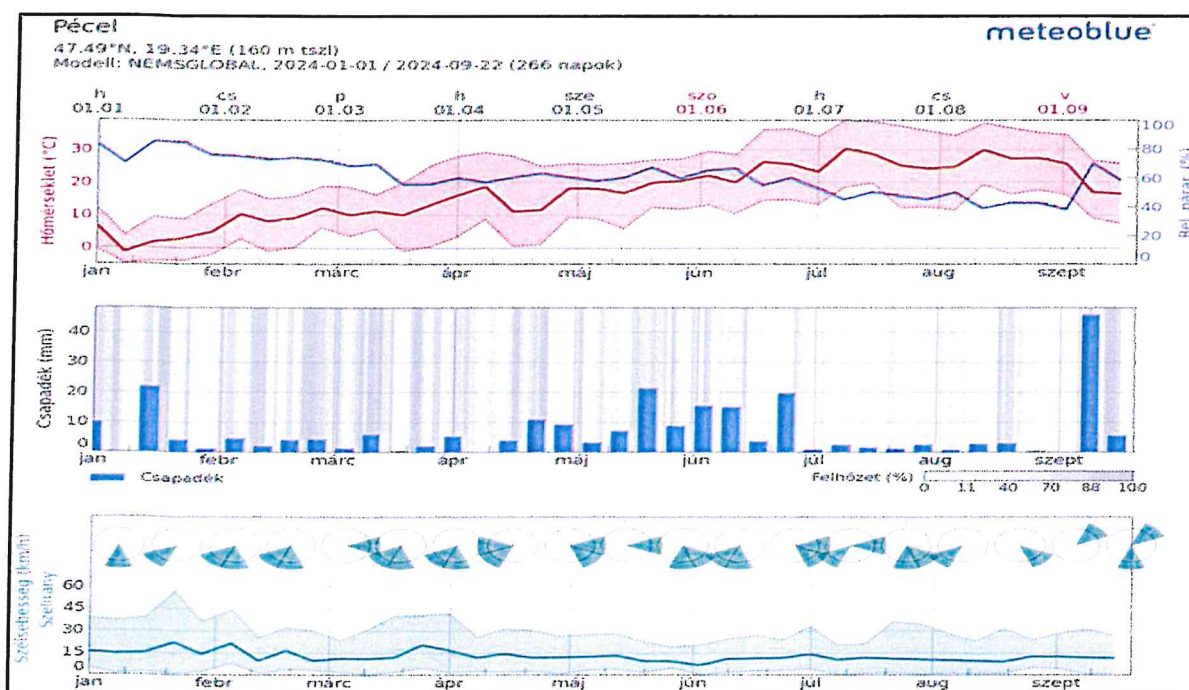 Pécel
meteoblue
47.49°N, 19.34°E (160 m tszl)
Modell: NEMSGLOBAL, 2024-01-01 / 2024-09-22 (266 napok)
h cs p h sze szo h cs v
01.01 01.02 01.03 01.04 01.05 01.06 01.07 01.08 01.09
Hőmérséklet (°C)
30
20
10
0
100
80
60
40
20
0
Rel. párat. (%)
jan febr márc ápr máj jún júl aug szept
Csapadék (mm)
40
30
20
10
0
jan febr márc ápr máj jún júl aug szept
Csapadék
Felhőzet (%) 0 11 40 70 88 100
Szélsebesség (km/h)
Szélirány
60
45
30
15
0
jan febr márc ápr máj jún júl aug szept